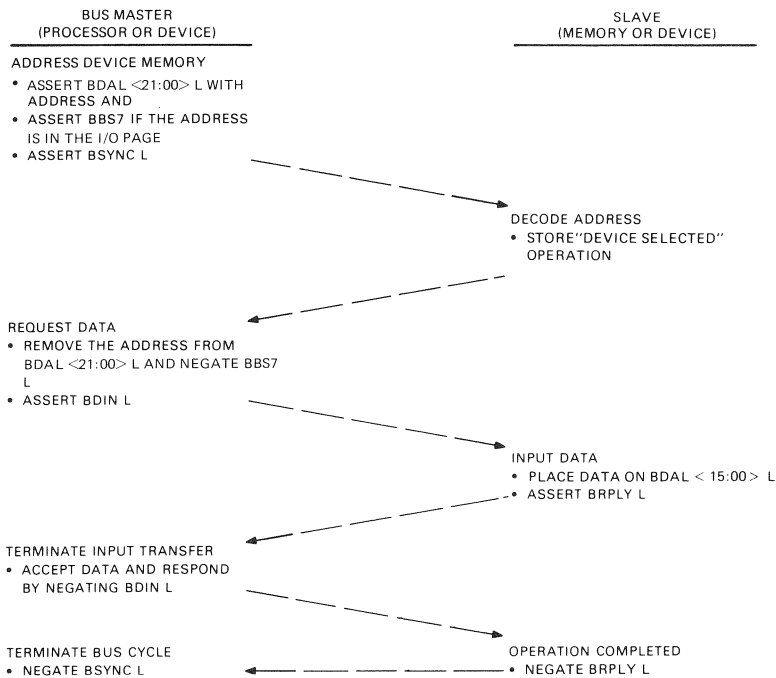 BUS MASTER
(PROCESSOR OR DEVICE)
SLAVE
(MEMORY OR DEVICE)
ADDRESS DEVICE MEMORY
• ASSERT BDAL <21:00> L WITH
ADDRESS AND
• ASSERT BBS7 IF THE ADDRESS
IS IN THE I/O PAGE
• ASSERT BSYNC L
DECODE ADDRESS
• STORE"DEVICE SELECTED"
OPERATION
REQUEST DATA
• REMOVE THE ADDRESS FROM
BDAL <21:00> L AND NEGATE BBS7
L
• ASSERT BDIN L
INPUT DATA
• PLACE DATA ON BDAL < 15:00 > L
• ASSERT BRPLY L
TERMINATE INPUT TRANSFER
• ACCEPT DATA AND RESPOND
BY NEGATING BDIN L
OPERATION COMPLETED
• NEGATE BRPLY L
TERMINATE BUS CYCLE
• NEGATE BSYNC L